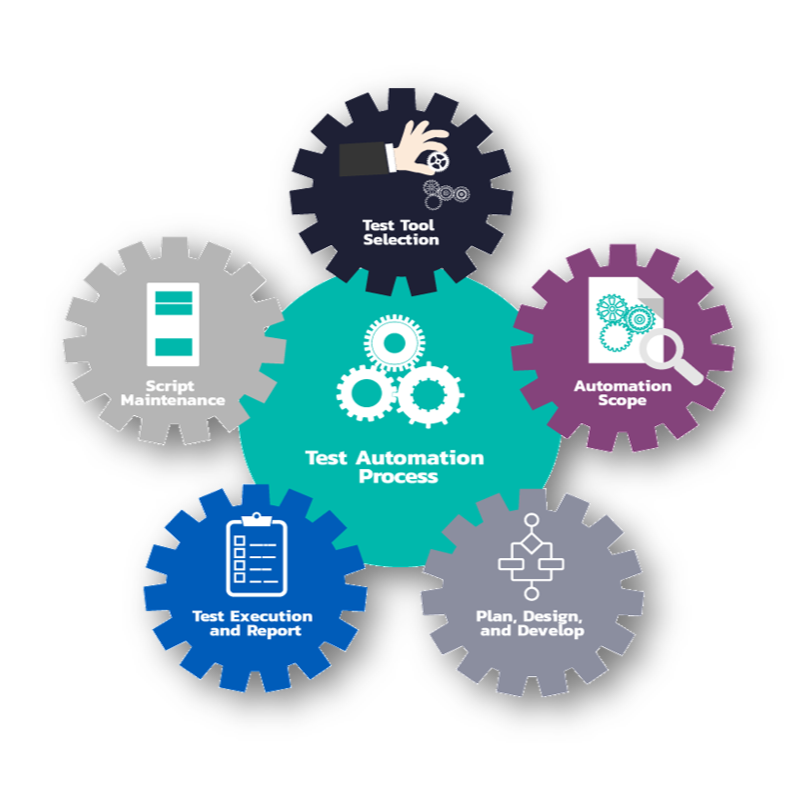 Test Tool
Selection
Script
Maintenance
Automation
Scope
Test Automation
Process
Test Execution
and Report
Plan, Design,
and Develop